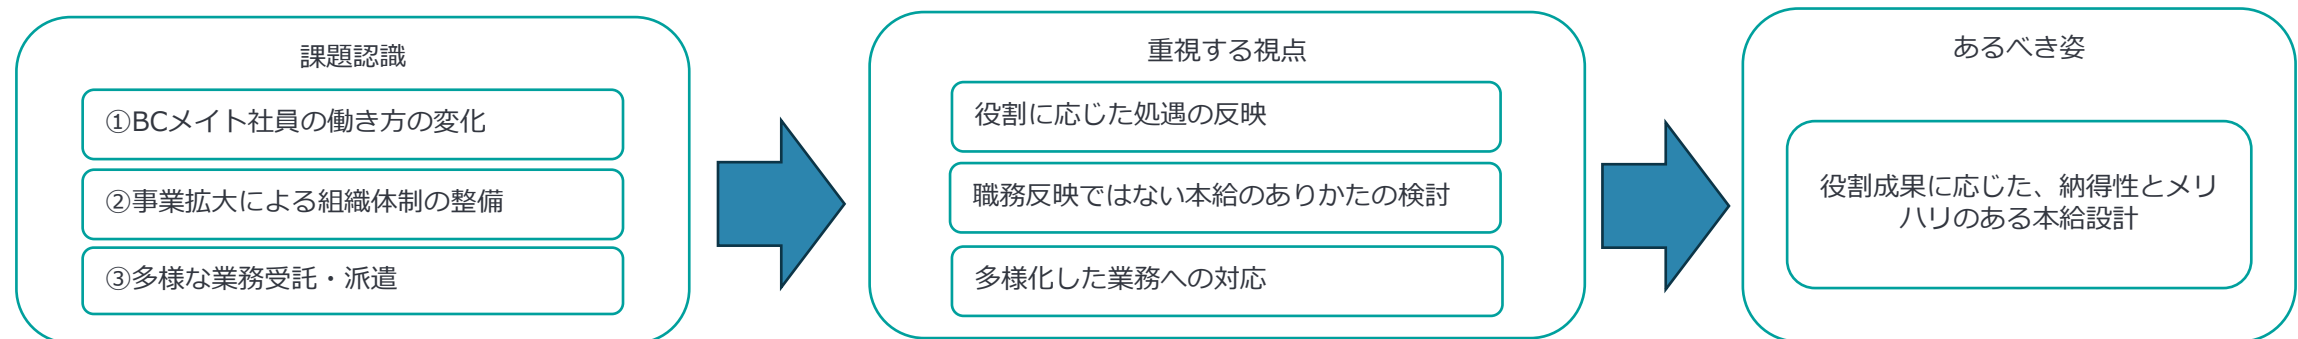 課題認識
①BCメイト社員の働き方の変化
②事業拡大による組織体制の整備
③多様な業務受託・派遣
重視する視点
役割に応じた処遇の反映
職務反映ではない本給のありかたの検討
多様化した業務への対応
あるべき姿
役割成果に応じた、納得性とメリ
ハリのある本給設計